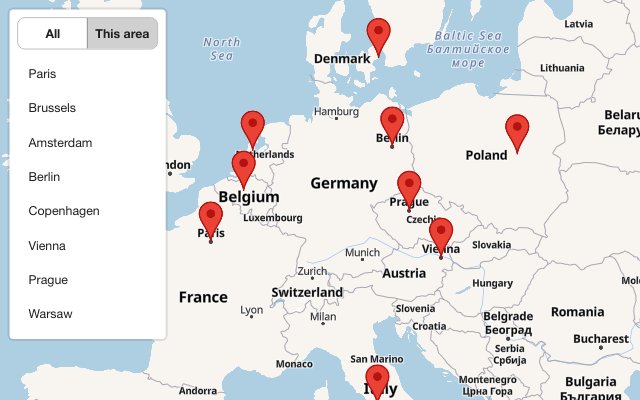 All
This area
Paris
Brussels
Amsterdam
Berlin
Copenhagen
Vienna
Prague
Warsaw
North
Sea
Baltic Sea
Балтийское
море
Latvia
Lithuania
Denmark
Hamburg
Berlin
Poland
Netherlands
Belgium
Germany
Luxembourg
Paris
Prague
Czechia
Vienna
Slovakia
Munich
Zurich
Austria
Switzerland
Hungary
France
Lyon
Milan
Slovenia
Croatia
Belgrade
Београд
Romania
Bucharest
Serbia
Србија
San Marino
Monaco
Andorra
Italy
Montenegro
Црна Гора
Bulgaria
България